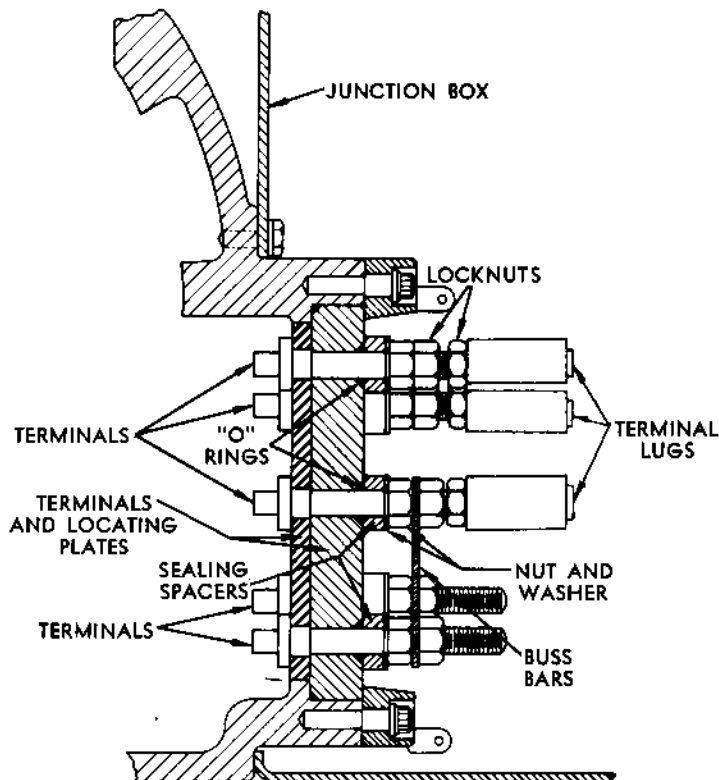 JUNCTION BOX
LOCKNUTS
TERMINALS
"O"
RINGS
TERMINAL
LUGS
TERMINALS
AND LOCATING
PLATES
SEALING
SPACERS
NUT AND
WASHER
TERMINALS
BUSS
BARS